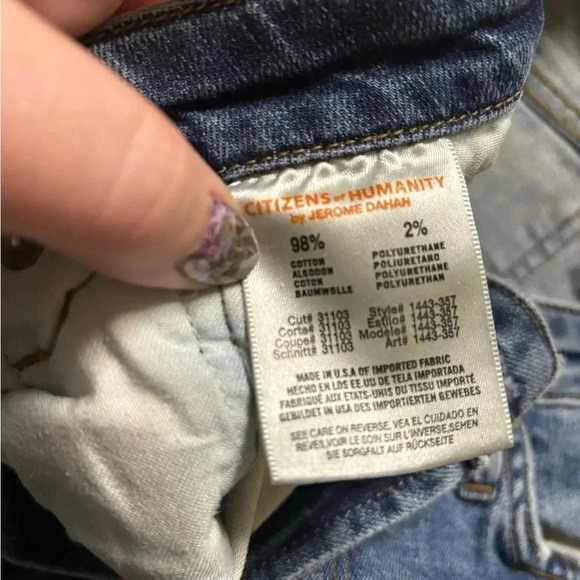 CITIZENS of HUMANITY
by JEROME DAHAN
98% 2%
COTTON POLYURETHANE
ALGODON POLIURETANO
COTON POLYURETHANE
BAUMWOLLE POLYURETHAN
Cut# 31103 Style# 1443-357
Corte# 31103 Estilo# 1443-357
Coupe# 31103 Modele# 1443-357
Schnitt# 31103 Art# 1443-357
MADE IN U.S.A OF IMPORTED FABRIC
HECHO EN LOS EE.UU DE TELA IMPORTADA
FABRIQUÉ AUX ETATS-UNIS DU TISSU IMPORTÉ
GEBILDET IN USA DES IMPORTIERTEN GEWEBES
SEE CARE ON REVERSE, VEA EL CUIDADO EN
REVES, VOIR LE SOIN SUR L'INVERSE, SEHEN
SIE SORGFALT AUF RÜCKSEITE